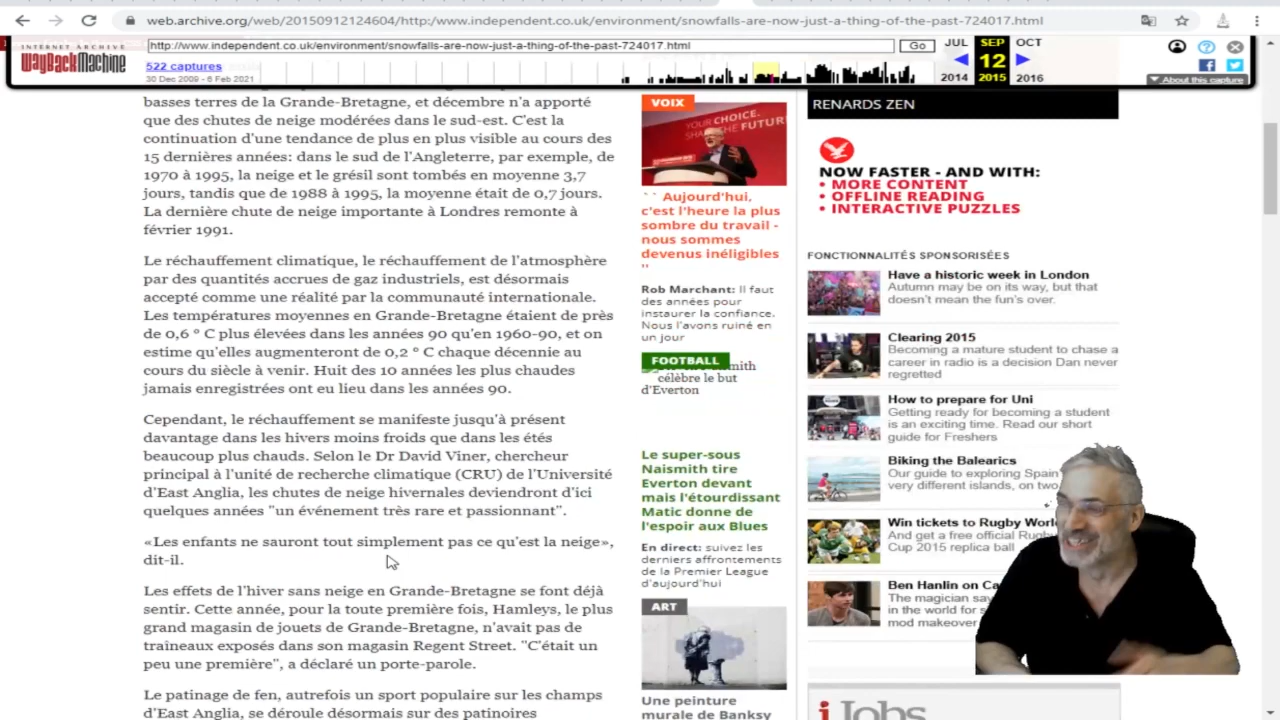 web.archive.org/web/20150912124604/http:/www.independent.co.uk/environment/snowfalls-are-now-just-a-thing-of-the-past-724017.html
INTERNET ARCHIVE
WayBackMachine
http://www.independent.co.uk/environment/snowfalls-are-now-just-a-thing-of-the-past-724017.html
Go
JUL
SEP
OCT
522 captures
30 Dec 2009 - 6 Feb 2021
12
2014
2015
2016
About this capture
basses terres de la Grande-Bretagne, et décembre n'a apporté
que des chutes de neige modérées dans le sud-est. C'est la
continuation d'une tendance de plus en plus visible au cours des
15 dernières années: dans le sud de l'Angleterre, par exemple, de
1970 à 1995, la neige et le grésil sont tombés en moyenne 3,7
jours, tandis que de 1988 à 1995, la moyenne était de 0,7 jours.
La dernière chute de neige importante à Londres remonte à
février 1991.
Le réchauffement climatique, le réchauffement de l'atmosphère
par des quantités accrues de gaz industriels, est désormais
accepté comme une réalité par la communauté internationale.
Les températures moyennes en Grande-Bretagne étaient de près
de 0,6 ° C plus élevées dans les années 90 qu'en 1960-90, et on
estime qu'elles augmenteront de 0,2 ° C chaque décennie au
cours du siècle à venir. Huit des 10 années les plus chaudes
jamais enregistrées ont eu lieu dans les années 90.
Cependant, le réchauffement se manifeste jusqu'à présent
davantage dans les hivers moins froids que dans les étés
beaucoup plus chauds. Selon le Dr David Viner, chercheur
principal à l'unité de recherche climatique (CRU) de l'Université
d'East Anglia, les chutes de neige hivernales deviendront d'ici
quelques années "un événement très rare et passionnant".
«Les enfants ne sauront tout simplement pas ce qu'est la neige»,
dit-il.
Les effets de l'hiver sans neige en Grande-Bretagne se font déjà
sentir. Cette année, pour la toute première fois, Hamleys, le plus
grand magasin de jouets de Grande-Bretagne, n'avait pas de
traîneaux exposés dans son magasin Regent Street. "C'était un
peu une première", a déclaré un porte-parole.
Le patinage de fen, autrefois un sport populaire sur les champs
d'East Anglia, se déroule désormais sur des patinoires
VOIX
YOUR CHOICE.
FUTUR
`` Aujourd'hui,
c'est l'heure la plus
sombre du travail -
nous sommes
devenus inéligibles
''
Rob Marchant: Il faut
des années pour
instaurer la confiance.
Nous l'avons ruiné en
un jour
FOOTBALL
célèbre le but
d'Everton
Le super-sous
Naismith tire
Everton devant
mais l'étourdissant
Matic donne de
l'espoir aux Blues
En direct: suivez les
derniers affrontements
de la Premier League
d'aujourd'hui
ART
Une peinture
murale de Banksy
RENARDS ZEN
NOW FASTER - AND WITH:
• MORE CONTENT
• OFFLINE READING
• INTERACTIVE PUZZLES
FONCTIONNALITÉS SPONSORISÉES
Have a historic week in London
Autumn may be on its way, but that
doesn't mean the fun's over.
Clearing 2015
Becoming a mature student to chase a
career in radio is a decision Dan never
regretted
How to prepare for Uni
Getting ready for becoming a student
is an exciting time. Read our short
guide for Freshers
Biking the Balearics
Our guide to exploring Spain
very different islands, on two
Win tickets to Rugby Worl
And get a free official Rugby
Cup 2015 replica ball
Ben Hanlin on Ca
The magician say
in the world for s
mod makeover
i Jobs